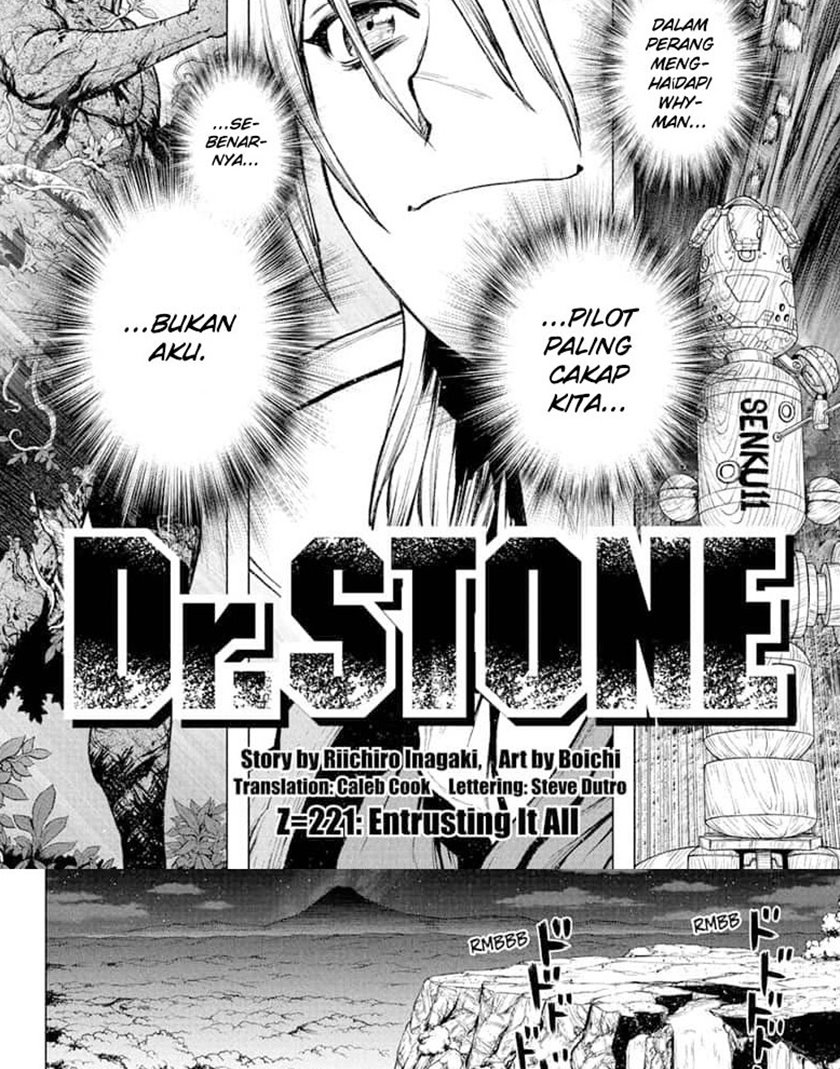 DALAM
PERANG
MENG-
HAIDAPI
WHY-
MAN...
...SE-
BENAR-
NYA...
...PILOT
PALING
CAKAP
KITA...
...BUKAN
AKU.
SENKU11
Dr.STONE
Story by Riichiro Inagaki, Art by Boichi
Translation: Caleb Cook Lettering: Steve Dutro
Z=221: Entrusting It All
RMBB
ドドドド
RMBBB
ドドド